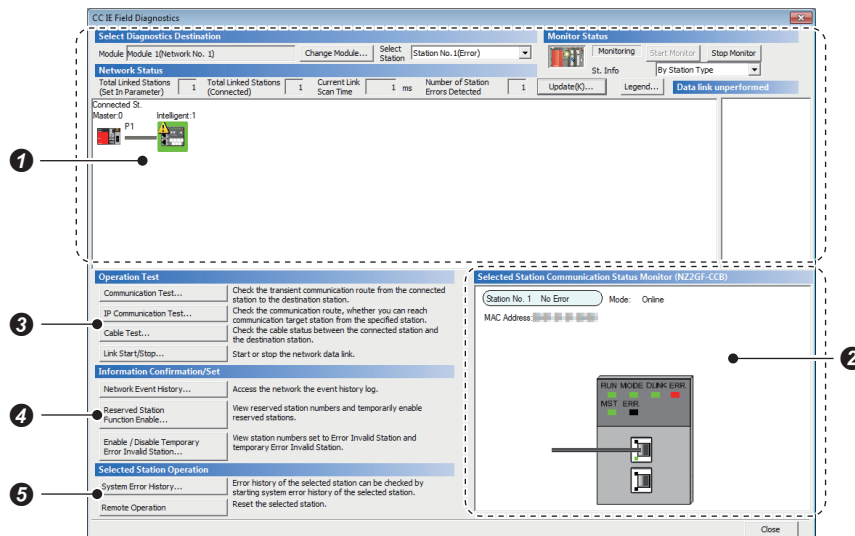 CC IE Field Diagnostics
Select Diagnostics Destination
Monitor Status
Module Module 1(Network No. 1) Change Module... Select Station Station No.1(Error)
Monitoring Start Monitor Stop Monitor
St. Info By Station Type
Network Status
Total Linked Stations (Set In Parameter) 1 Total Linked Stations (Connected) 1 Current Link Scan Time 1 ms Number of Station Errors Detected 1
Update(K)... Legend... Data link unperformed
Connected St.
Master:0 Intelligent:1
P1
1
Operation Test
Communication Test... Check the transient communication route from the connected station to the destination station.
IP Communication Test... Check the communication route, whether you can reach communication target station from the specified station.
3
Cable Test... Check the cable status between the connected station and the destination station.
Link Start/Stop... Start or stop the network data link.
Information Confirmation/Set
Network Event History... Access the network the event history log.
4
Reserved Station Function Enable... View reserved station numbers and temporarily enable reserved stations.
Enable / Disable Temporary Error Invalid Station... View station numbers set to Error Invalid Station and temporary Error Invalid Station.
Selected Station Operation
5
System Error History... Error history of the selected station can be checked by starting system error history of the selected station.
Remote Operation Reset the selected station.
Selected Station Communication Status Monitor (NZ2GF-CCB)
Station No. 1 No Error Mode: Online
MAC Address:
2
RUN MODE D.LINK ERR.
MST ERR.
Close